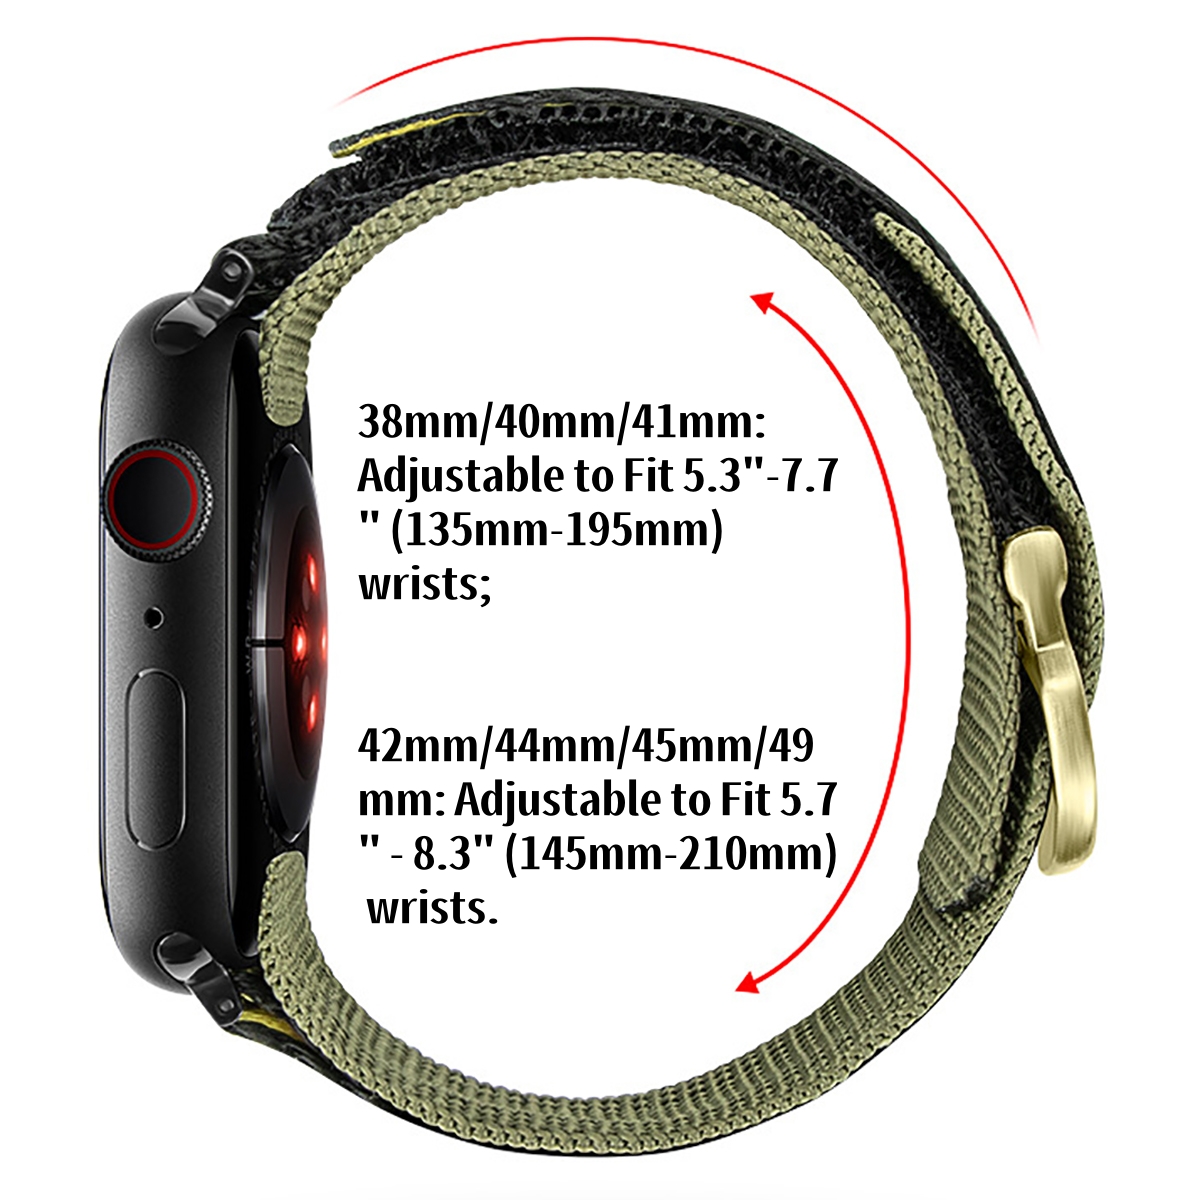 38mm/40mm/41mm:
Adjustable to Fit 5.3"-7.7
" (135mm-195mm)
wrists;
42mm/44mm/45mm/49
mm: Adjustable to Fit 5.7
" - 8.3" (145mm-210mm)
wrists.